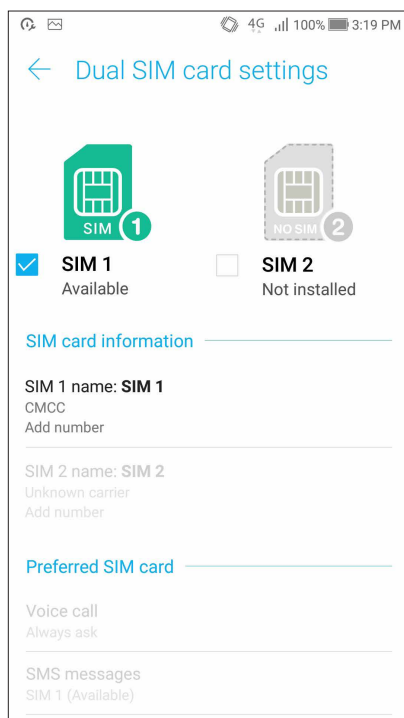 4G 100% 3:19 PM
Dual SIM card settings
SIM 1
NO SIM 2
SIM 1
SIM 2
Available
Not installed
SIM card information
SIM 1 name: SIM 1
CMCC
Add number
SIM 2 name: SIM 2
Unknown carrier
Add number
Preferred SIM card
Voice call
Always ask
SMS messages
SIM 1 (Available)